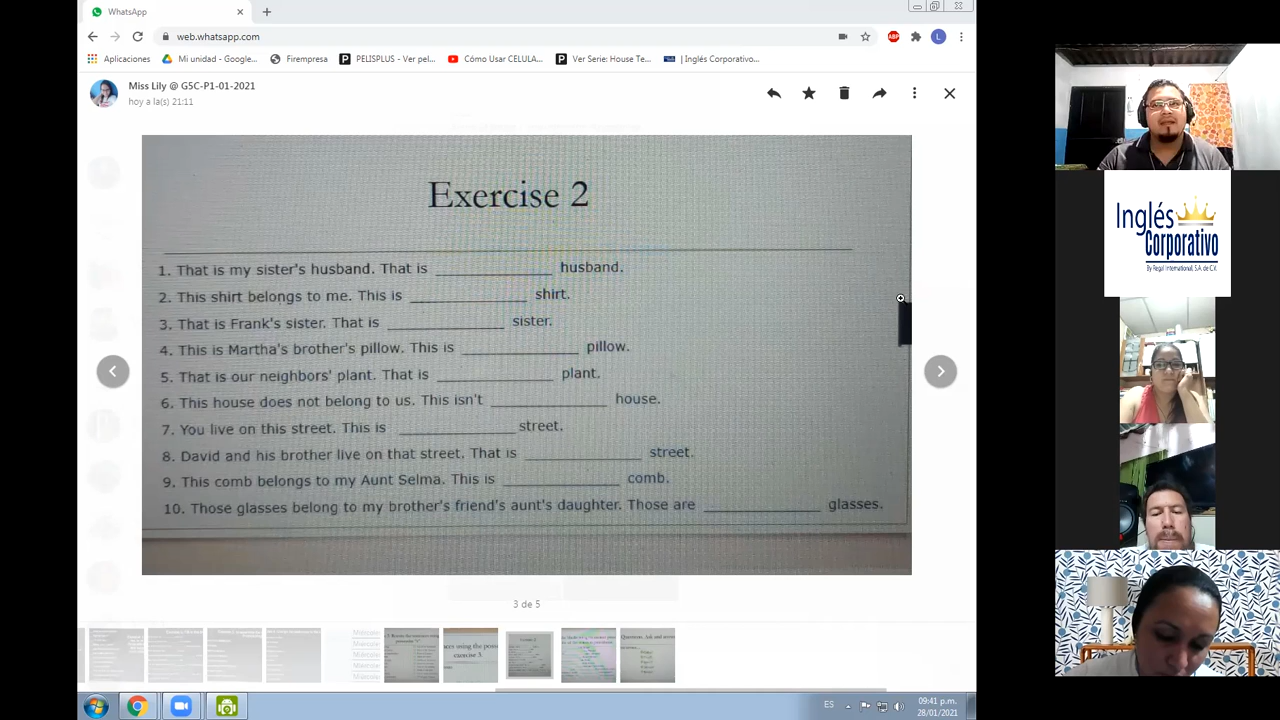 WhatsApp
web.whatsapp.com
Aplicaciones
Mi unidad - Google...
Firempresa
PELISPLUS - Ver pel...
Cómo Usar CELULA...
Ver Serie: House Te...
| Inglés Corporativo...
Miss Lily @ G5C-P1-01-2021
hoy a la(s) 21:11
Exercise 2
1. That is my sister's husband. That is ____________ husband.
2. This shirt belongs to me. This is ____________ shirt.
3. That is Frank's sister. That is ____________ sister.
4. This is Martha's brother's pillow. This is ____________ pillow.
5. That is our neighbors' plant. That is ____________ plant.
6. This house does not belong to us. This isn't ____________ house.
7. You live on this street. This is ____________ street.
8. David and his brother live on that street. That is ____________ street.
9. This comb belongs to my Aunt Selma. This is ____________ comb.
10. Those glasses belong to my brother's friend's aunt's daughter. Those are ____________ glasses.
3 de 5
exercise 3
ES
09:41 p.m.
28/01/2021
Inglés
Corporativo
By Regal International, S.A. de C.V.